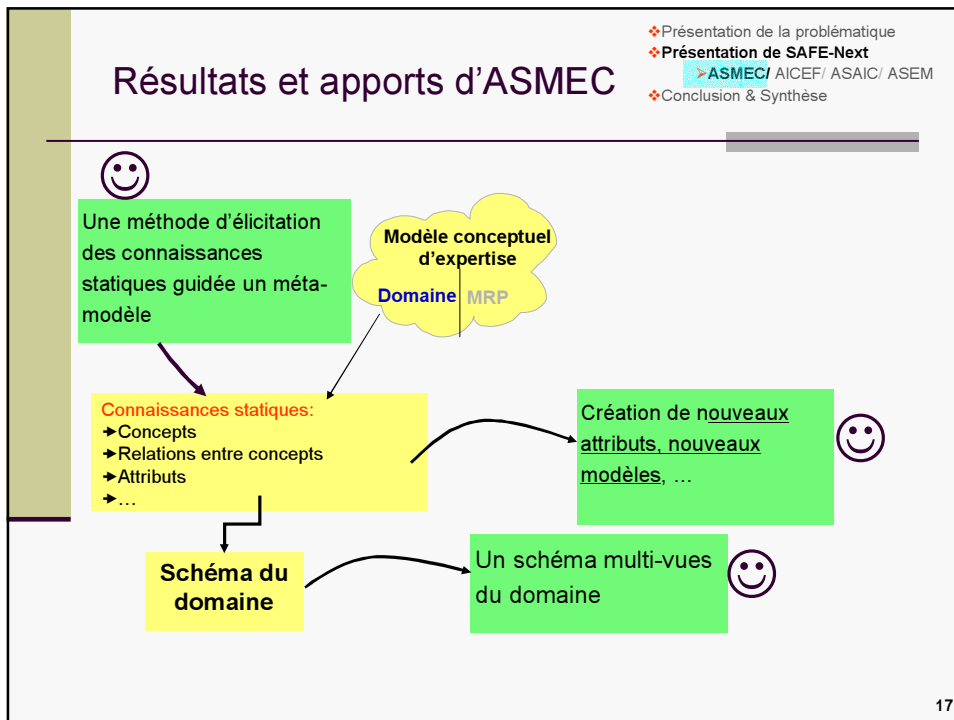 Résultats et apports d'ASMEC
❖Présentation de la problématique
❖Présentation de SAFE-Next
➢ASMEC/ AICEF/ ASAIC/ ASEM
❖Conclusion & Synthèse
Une méthode d'élicitation
des connaissances
statiques guidée un méta-
modèle
Modèle conceptuel
d'expertise
Domaine MRP
Connaissances statiques:
➔Concepts
➔Relations entre concepts
➔Attributs
➔…
Création de nouveaux
attributs, nouveaux
modèles, …
Schéma du
domaine
Un schéma multi-vues
du domaine
17